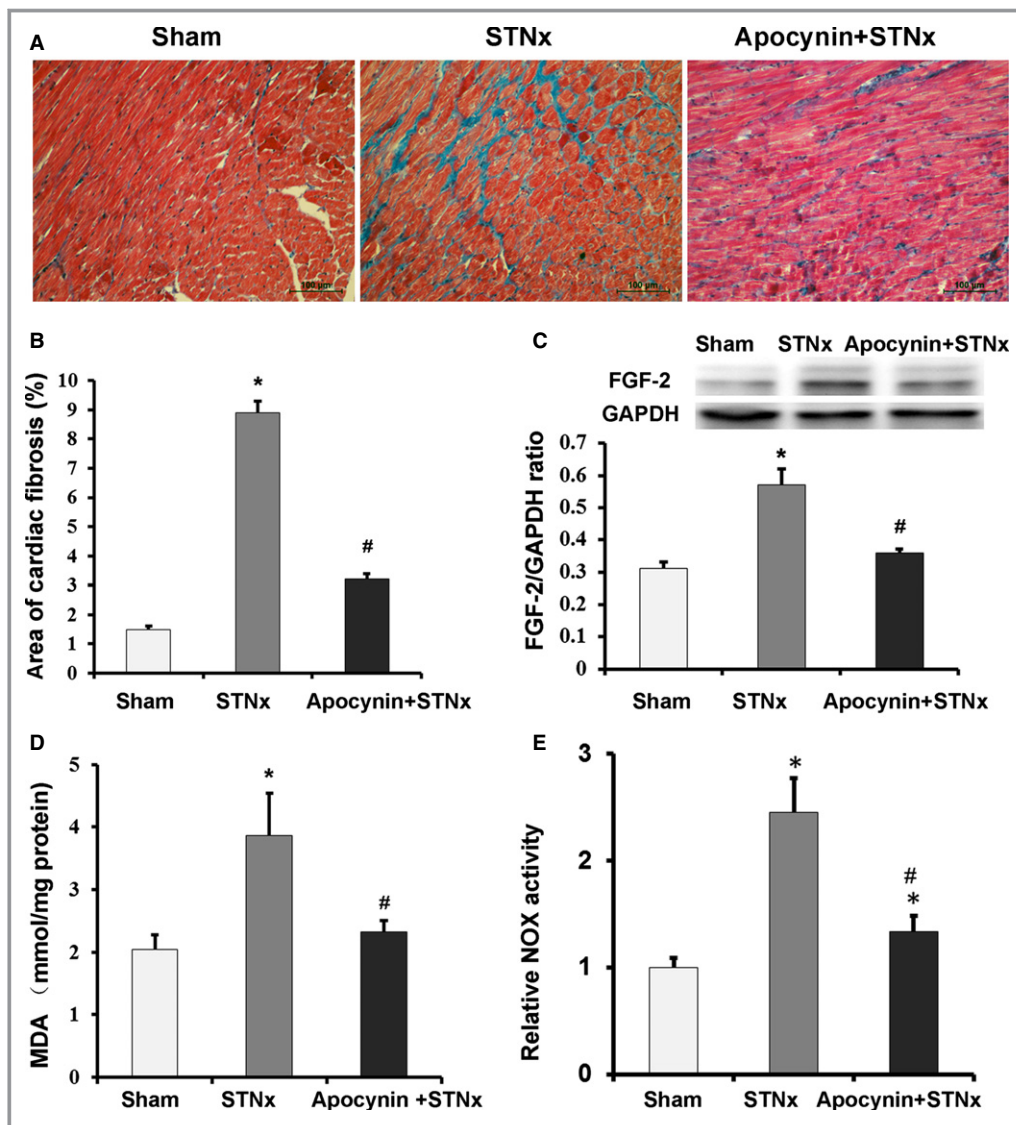 A
Sham STNx Apocynin+STNx
100 µm 100 µm 100 µm
B
Area of cardiac fibrosis (%)
10
9
8
7
6
5
4
3
2
1
0
*
#
Sham STNx Apocynin+STNx
C
Sham STNx Apocynin+STNx
FGF-2
GAPDH
FGF-2/GAPDH ratio
0.7
0.6
0.5
0.4
0.3
0.2
0.1
0
*
#
Sham STNx Apocynin+STNx
D
MDA （mmol/mg protein)
5
4
3
2
1
0
*
#
Sham STNx Apocynin +STNx
E
Relative NOX activity
3
2
1
0
*
#
*
Sham STNx Apocynin+STNx